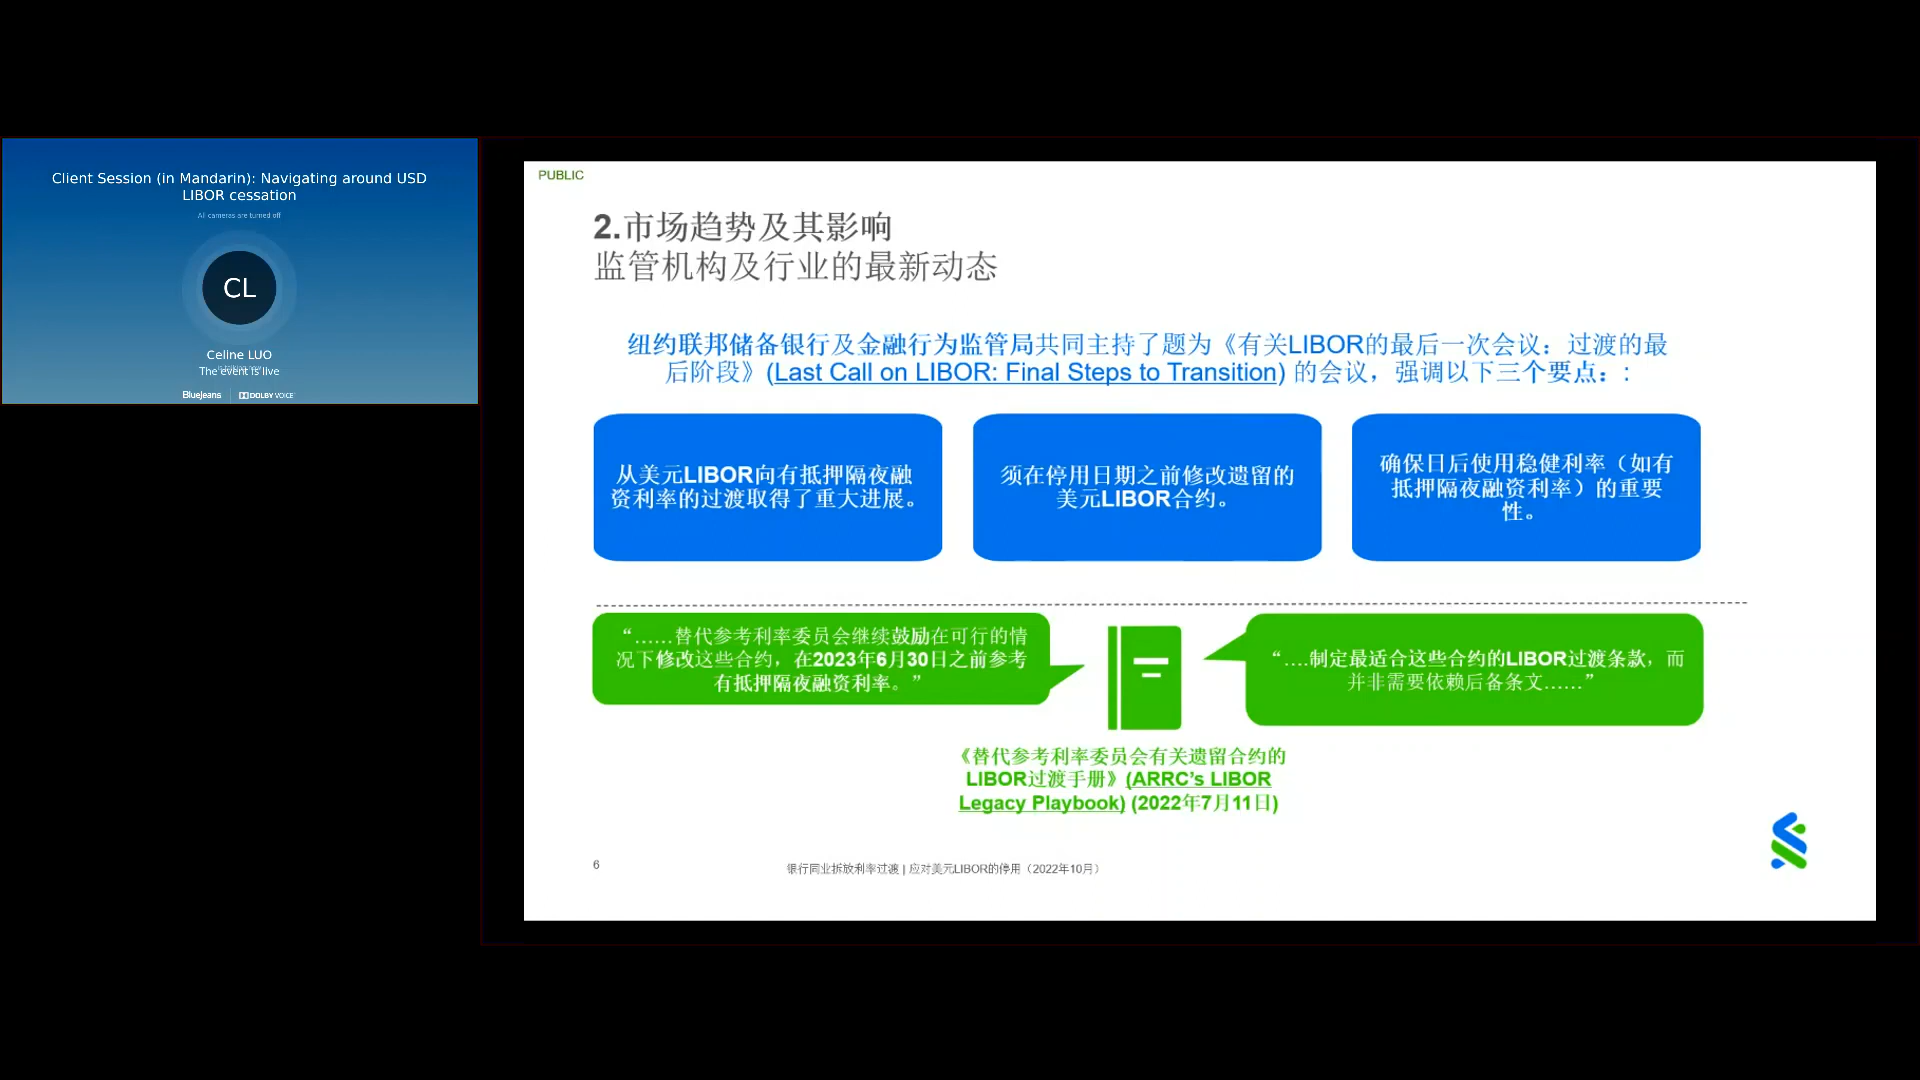 Client Session (in Mandarin): Navigating around USD
LIBOR cessation
All cameras are turned off
CL
Celine LUO
The event is live
BlueJeans
DOLBY VOICE
PUBLIC
2.市场趋势及其影响
监管机构及行业的最新动态
纽约联邦储备银行及金融行为监管局共同主持了题为《有关LIBOR的最后一次会议：过渡的最
后阶段》(Last Call on LIBOR: Final Steps to Transition) 的会议，强调以下三个要点：:
从美元LIBOR向有抵押隔夜融
资利率的过渡取得了重大进展。
须在停用日期之前修改遗留的
美元LIBOR合约。
确保日后使用稳健利率（如有
抵押隔夜融资利率）的重要
性。
“……替代参考利率委员会继续鼓励在可行的情
况下修改这些合约，在2023年6月30日之前参考
有抵押隔夜融资利率。”
“….制定最适合这些合约的LIBOR过渡条款，而
并非需要依赖后备条文……”
《替代参考利率委员会有关遗留合约的
LIBOR过渡手册》(ARRC’s LIBOR
Legacy Playbook) (2022年7月11日)
6
银行同业拆放利率过渡 | 应对美元LIBOR的停用（2022年10月）